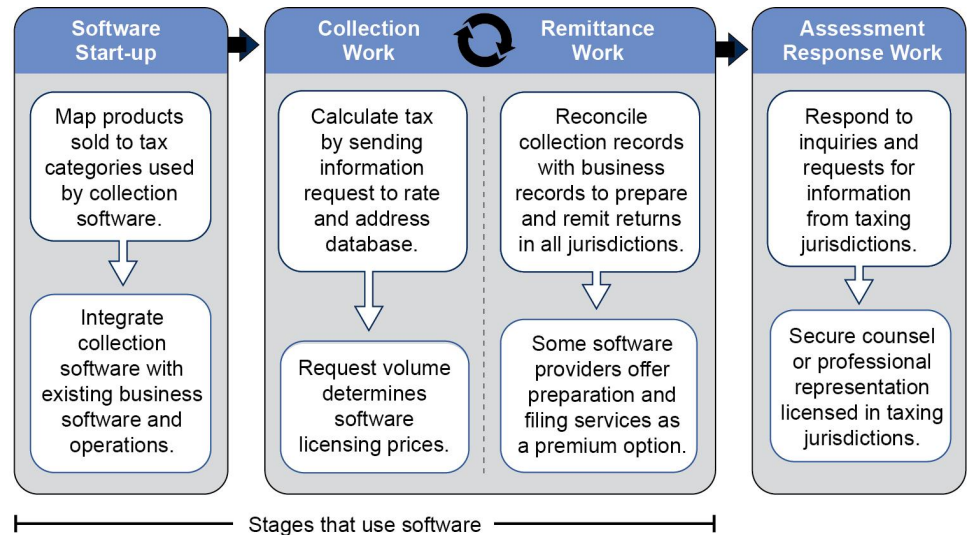 Software
Start-up
Map products
sold to tax
categories used
by collection
software.
Integrate
collection
software with
existing business
software and
operations.
Collection
Work
Calculate tax
by sending
information
request to rate
and address
database.
Request volume
determines
software
licensing prices.
Remittance
Work
Reconcile
collection records
with business
records to prepare
and remit returns
in all jurisdictions.
Some software
providers offer
preparation and
filing services as
a premium option.
Assessment
Response Work
Respond to
inquiries and
requests for
information
from taxing
jurisdictions.
Secure counsel
or professional
representation
licensed in taxing
jurisdictions.
Stages that use software